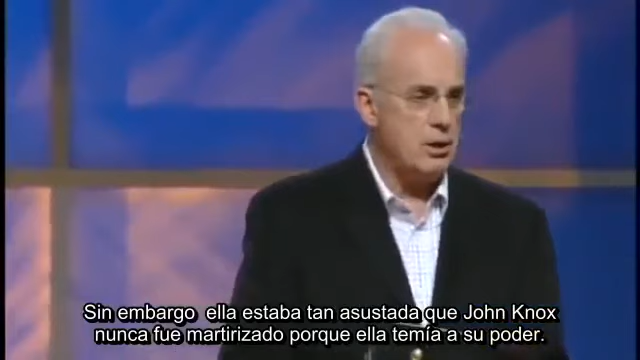 Sin embargo  ella estaba tan asustada que John Knox
nunca fue martirizado porque ella temía a su poder.